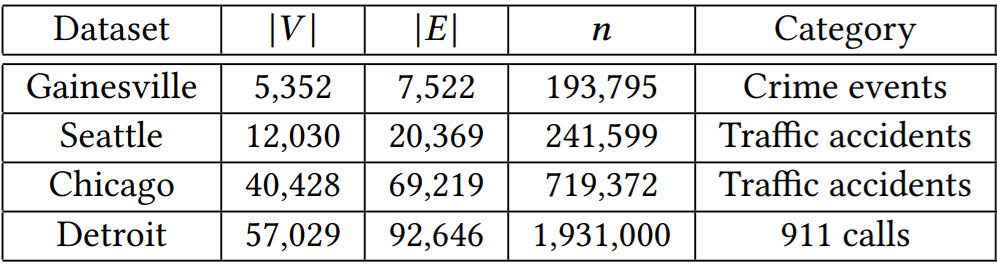 Dataset |V| |E| n Category
Gainesville 5,352 7,522 193,795 Crime events
Seattle 12,030 20,369 241,599 Traffic accidents
Chicago 40,428 69,219 719,372 Traffic accidents
Detroit 57,029 92,646 1,931,000 911 calls